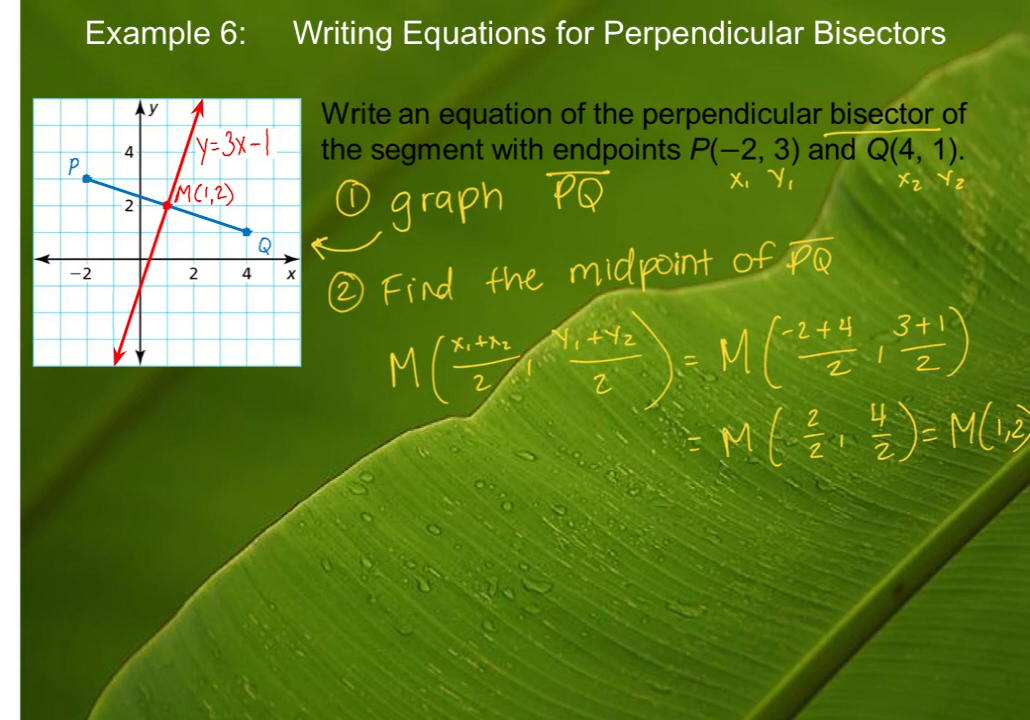 Example 6: Writing Equations for Perpendicular Bisectors
Write an equation of the perpendicular bisector of
the segment with endpoints P(−2, 3) and Q(4, 1).
x₁ y₁ x₂ y₂
① graph PQ
② Find the midpoint of PQ
M(x₁+x₂/2, y₁+y₂/2) = M(-2+4/2, 3+1/2)
= M(2/2, 4/2) = M(1,2)
y
y=3x-1
4
P
M(1,2)
2
Q
−2 2 4 x